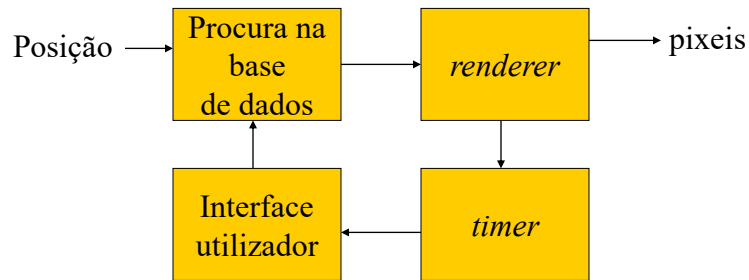 Posição
Procura na
base
de dados
renderer
pixeis
Interface
utilizador
timer